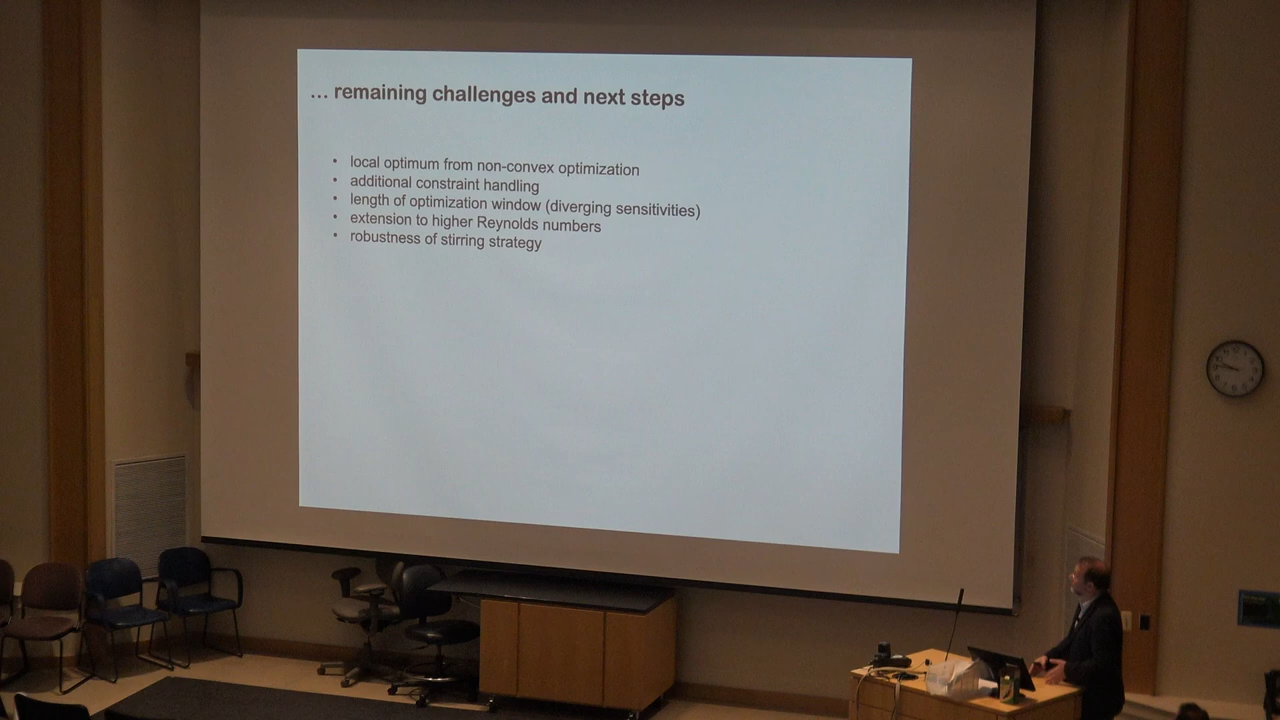 ... remaining challenges and next steps
• local optimum from non-convex optimization
• additional constraint handling
• length of optimization window (diverging sensitivities)
• extension to higher Reynolds numbers
• robustness of stirring strategy